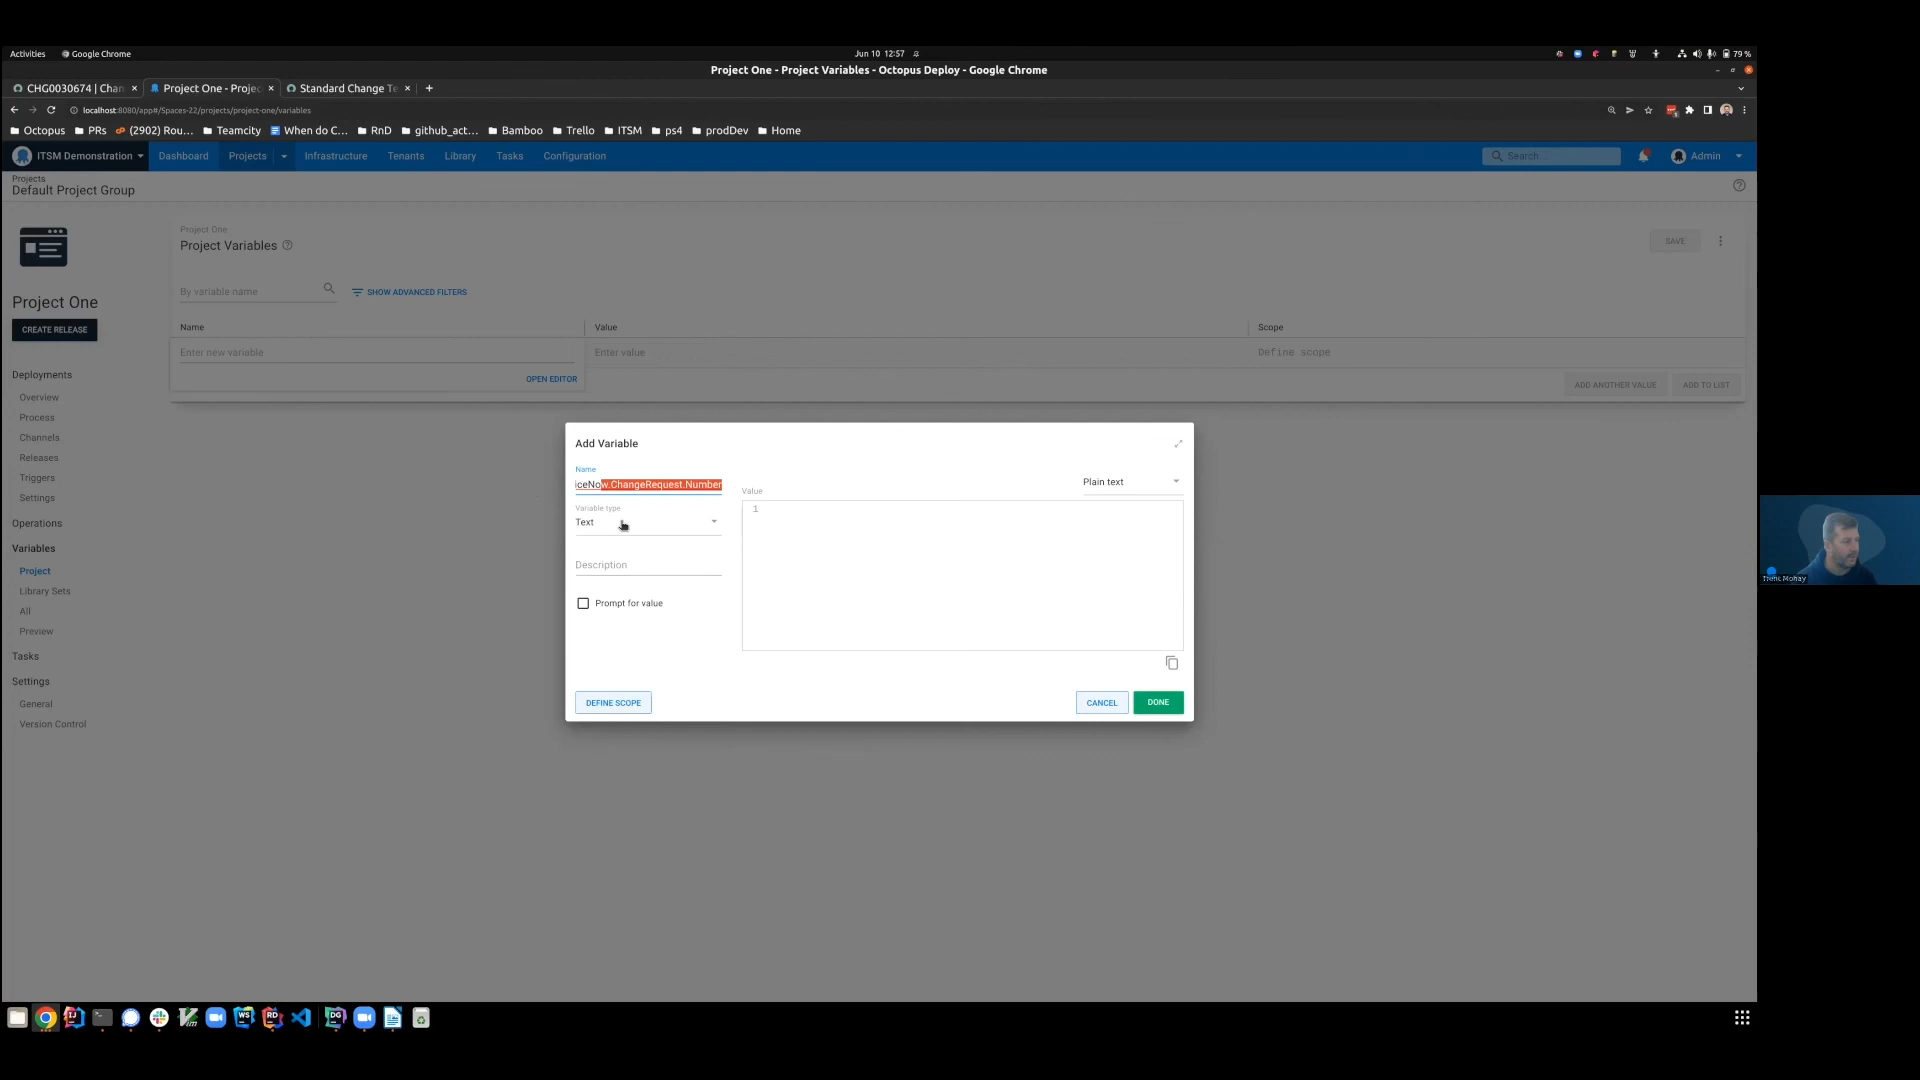 Activities Google Chrome Jun 10 12:57 79 %
Project One - Project Variables - Octopus Deploy - Google Chrome
CHG0030674 | Chan Project One - Projec Standard Change Te
localhost:8080/app#/Spaces-22/projects/project-one/variables
Octopus PRs (2902) Rou... Teamcity When do C... RnD github_act... Bamboo Trello ITSM ps4 prodDev Home
ITSM Demonstration Dashboard Projects Infrastructure Tenants Library Tasks Configuration Search... Admin
Projects
Default Project Group
Project One
Project Variables
SAVE
By variable name
SHOW ADVANCED FILTERS
Project One
CREATE RELEASE
Name Value Scope
Enter new variable Enter value Define scope
OPEN EDITOR
ADD ANOTHER VALUE ADD TO LIST
Deployments
Overview
Process
Channels
Releases
Triggers
Settings
Operations
Variables
Project
Library Sets
All
Preview
Tasks
Settings
General
Version Control
Add Variable
Name
iceNow.ChangeRequest.Number
Variable type
Text
Description
Prompt for value
Value
Plain text
1
DEFINE SCOPE
CANCEL
DONE
Mohay